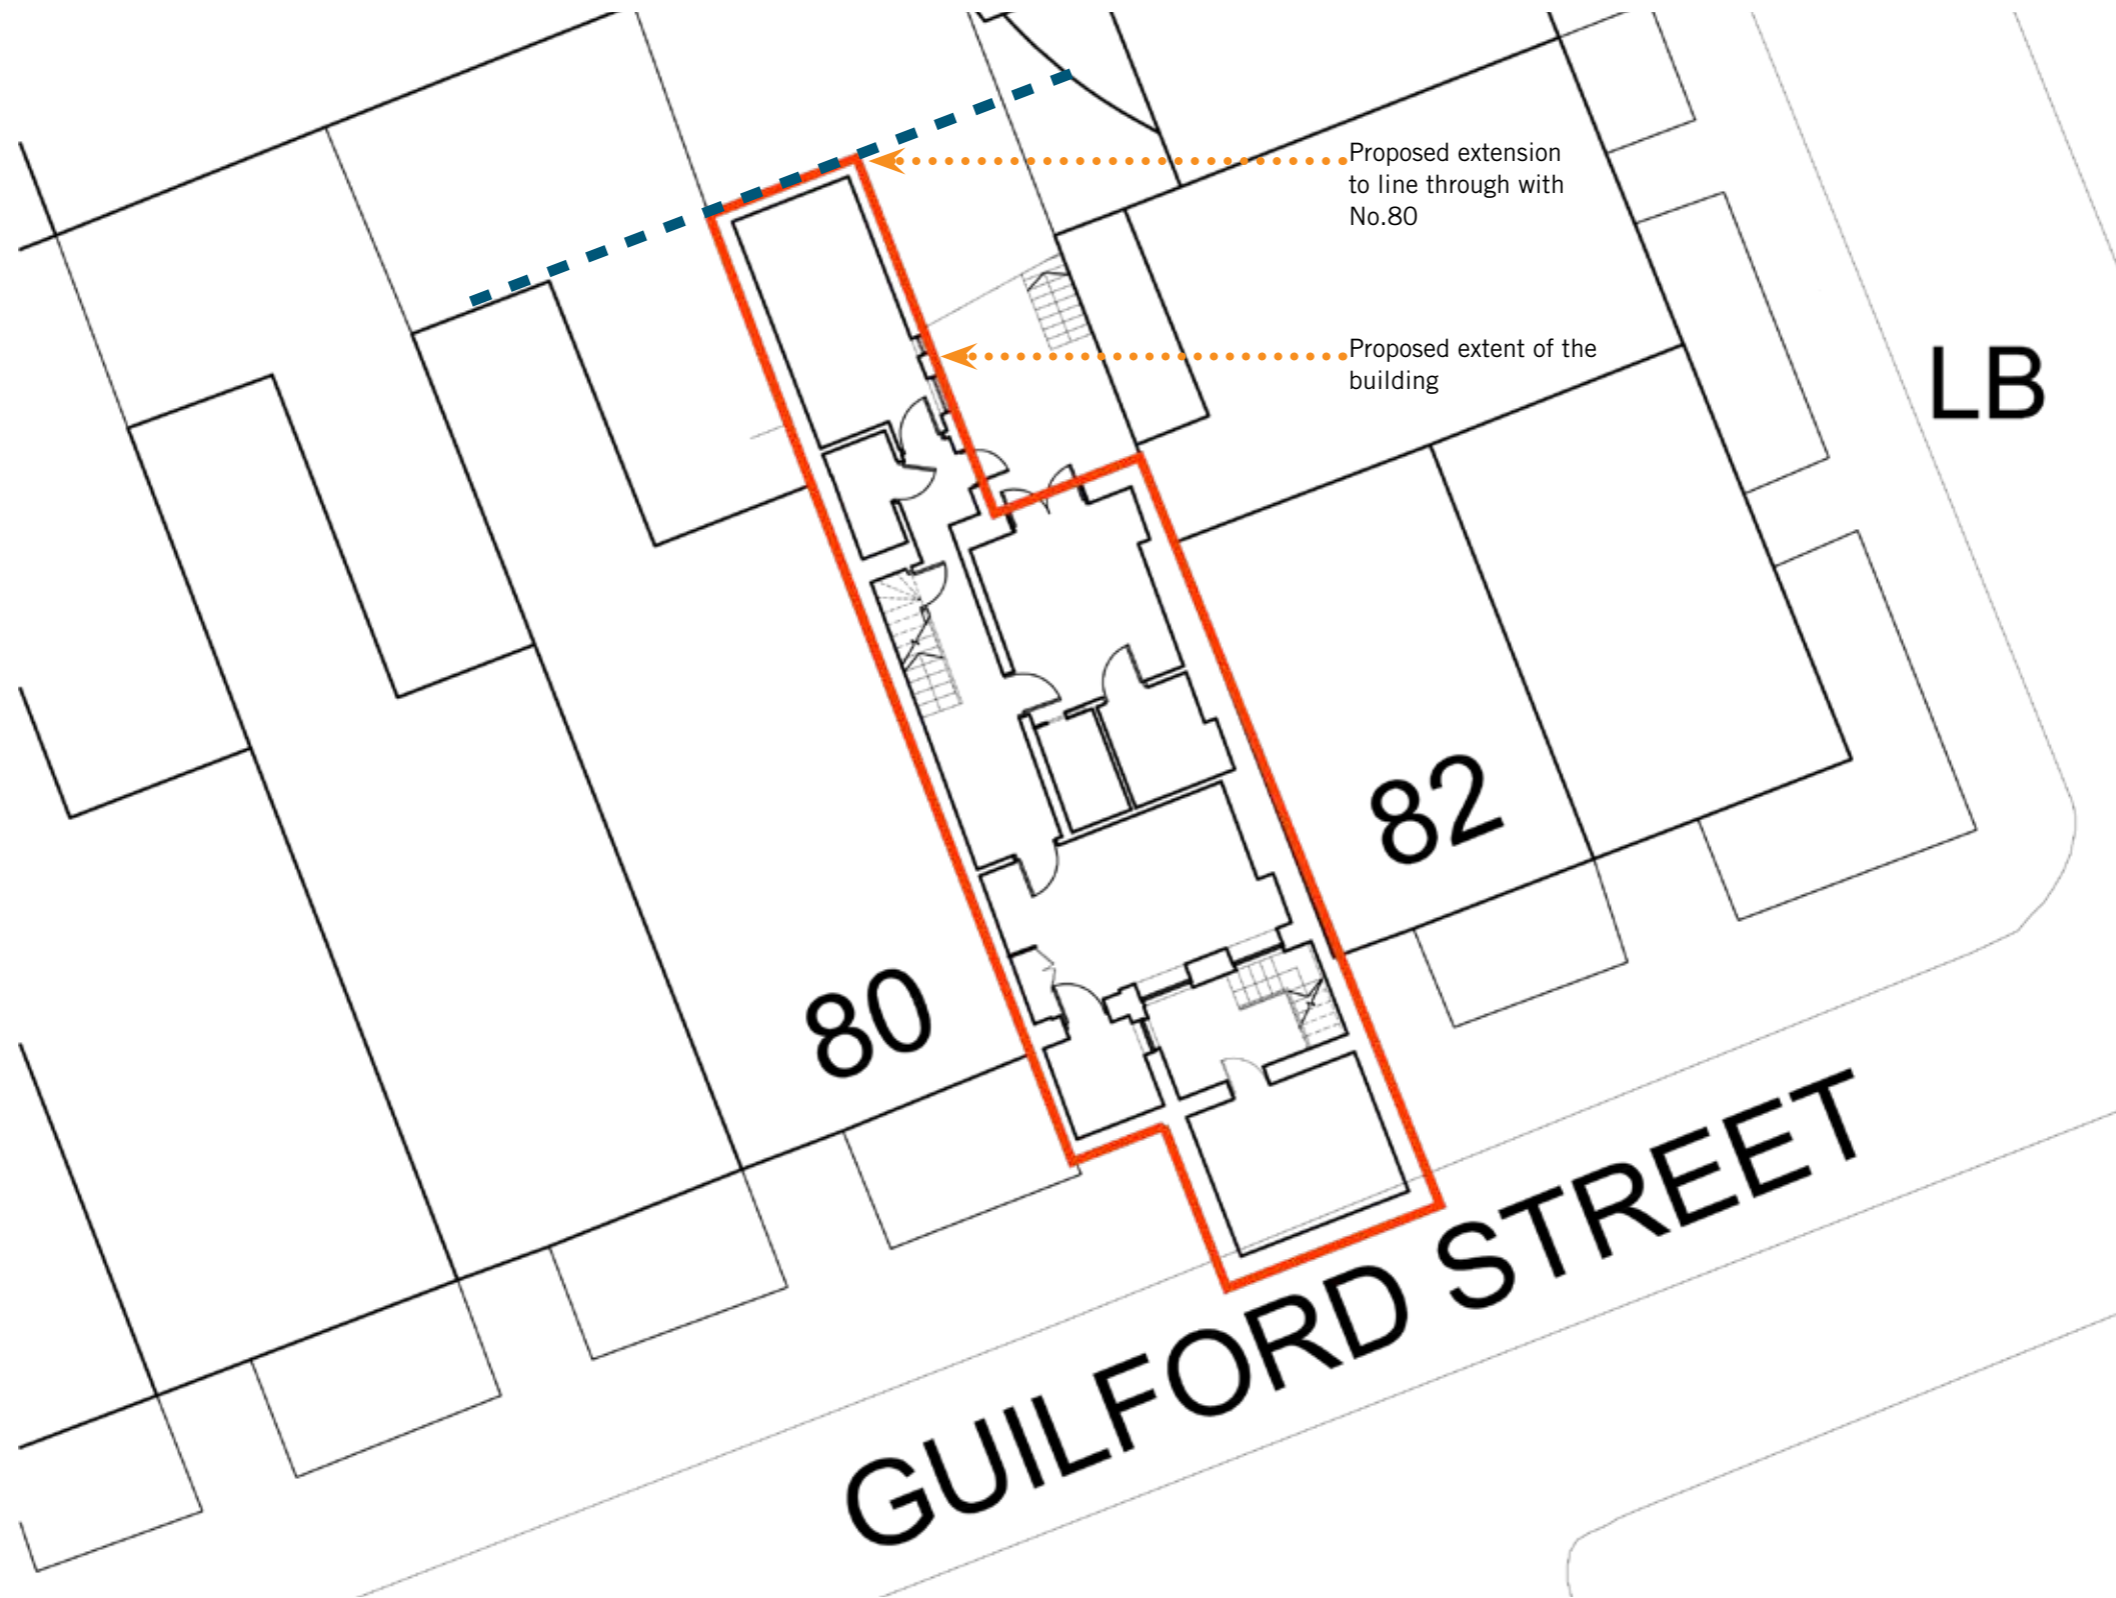 Proposed extension
to line through with
No.80
Proposed extent of the
building
LB
82
80
GUILFORD STREET